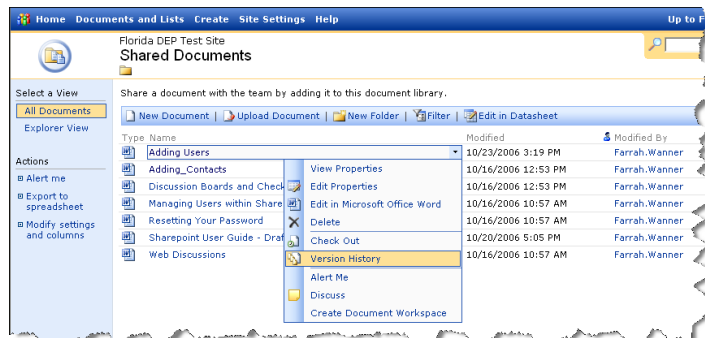 Home Documents and Lists Create Site Settings Help Up to F
Florida DEP Test Site
Shared Documents
Select a View
All Documents
Explorer View
Actions
Alert me
Export to
spreadsheet
Modify settings
and columns
Share a document with the team by adding it to this document library.
New Document | Upload Document | New Folder | Filter | Edit in Datasheet
Type Name Modified Modified By
Adding Users 10/23/2006 3:19 PM Farrah.Wanner
Adding_Contacts 10/16/2006 12:53 PM Farrah.Wanner
Discussion Boards and Check 10/16/2006 12:53 PM Farrah.Wanner
Managing Users within Share 10/16/2006 10:57 AM Farrah.Wanner
Resetting Your Password 10/16/2006 10:57 AM Farrah.Wanner
Sharepoint User Guide - Draf 10/20/2006 5:05 PM Farrah.Wanner
Web Discussions 10/16/2006 10:57 AM Farrah.Wanner
View Properties
Edit Properties
Edit in Microsoft Office Word
Delete
Check Out
Version History
Alert Me
Discuss
Create Document Workspace